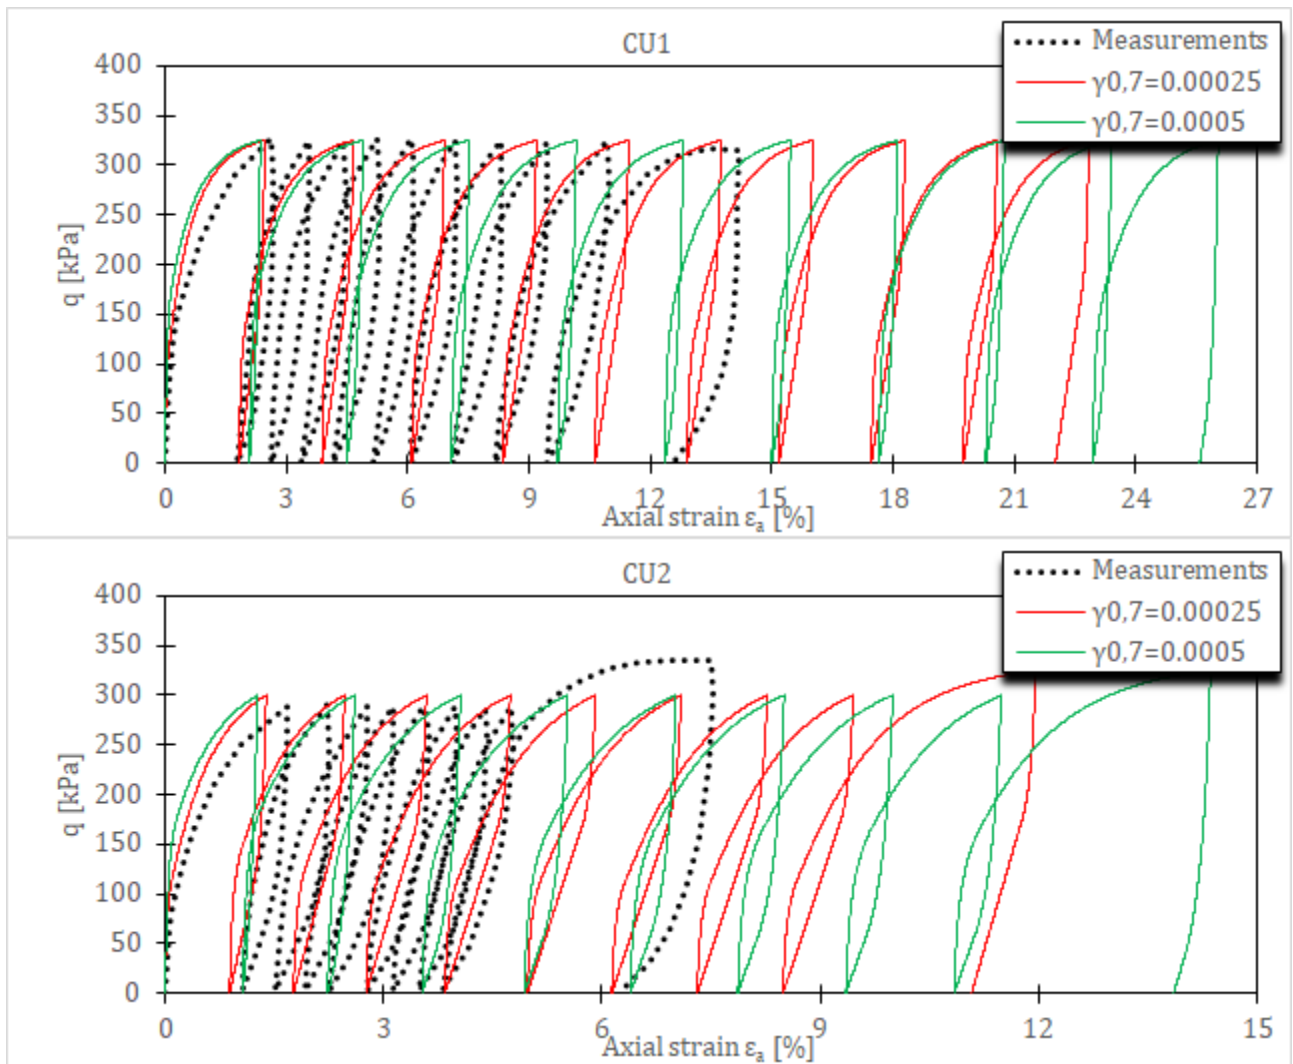 CU1
Measurements
γ0,7=0.00025
γ0,7=0.0005
400
350
300
250
200
150
100
50
0
q [kPa]
0 3 6 9 12 15 18 21 24 27
Axial strain εₐ [%]
CU2
Measurements
γ0,7=0.00025
γ0,7=0.0005
400
350
300
250
200
150
100
50
0
q [kPa]
0 3 6 9 12 15
Axial strain εₐ [%]